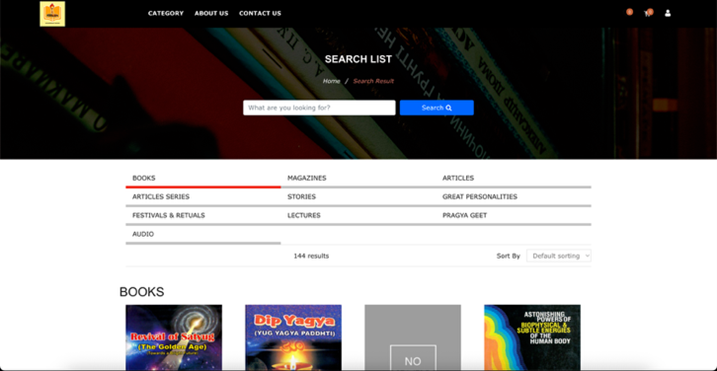 CATEGORY ABOUT US CONTACT US
SEARCH LIST
Home / Search Result
What are you looking for? Search
BOOKS MAGAZINES ARTICLES
ARTICLES SERIES STORIES GREAT PERSONALITIES
FESTIVALS & RETUALS LECTURES PRAGYA GEET
AUDIO
144 results Sort By Default sorting
BOOKS
Revival of Satyug
(The Golden Age)
Dip Yagya
(YUG YAGYA PADDHTI)
NO
ASTONISHING
POWERS OF
BIOPHYSICAL &
SUBTLE ENERGIES
OF THE
HUMAN BODY